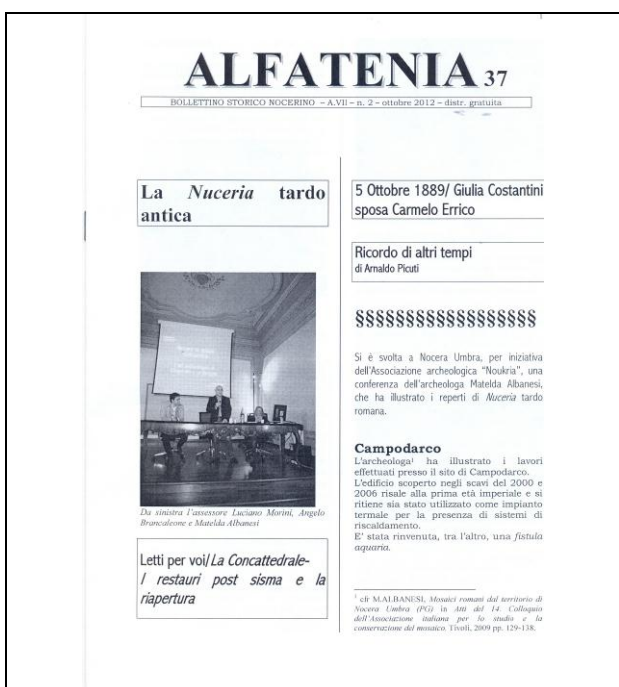 ALFATENIA 37
BOLLETTINO STORICO NOCERINO – A.VII – n. 2 – ottobre 2012 – distr. gratuita
La Nuceria tardo
antica
Da sinistra l'assessore Luciano Morini, Angelo
Brancaleone e Matelda Albanesi
Letti per voi/La Concattedrale-
I restauri post sisma e la
riapertura
5 Ottobre 1889/ Giulia Costantini
sposa Carmelo Errico
Ricordo di altri tempi
di Arnaldo Picuti
§§§§§§§§§§§§§§§§§§
Si è svolta a Nocera Umbra, per iniziativa
dell'Associazione archeologica "Noukria", una
conferenza dell'archeologa Matelda Albanesi,
che ha illustrato i reperti di Nuceria tardo
romana.
Campodarco
L'archeologa¹ ha illustrato i lavori
effettuati presso il sito di Campodarco.
L'edificio scoperto negli scavi del 2000 e
2006 risale alla prima età imperiale e si
ritiene sia stato utilizzato come impianto
termale per la presenza di sistemi di
riscaldamento.
E' stata rinvenuta, tra l'altro, una fistula
aquaria.
¹ cfr M.ALBANESI, Mosaici romani dal territorio di
Nocera Umbra (PG) in Atti del 14. Colloquio
dell'Associazione italiana per lo studio e la
conservazione del mosaico. Tivoli, 2009 pp. 129-138.